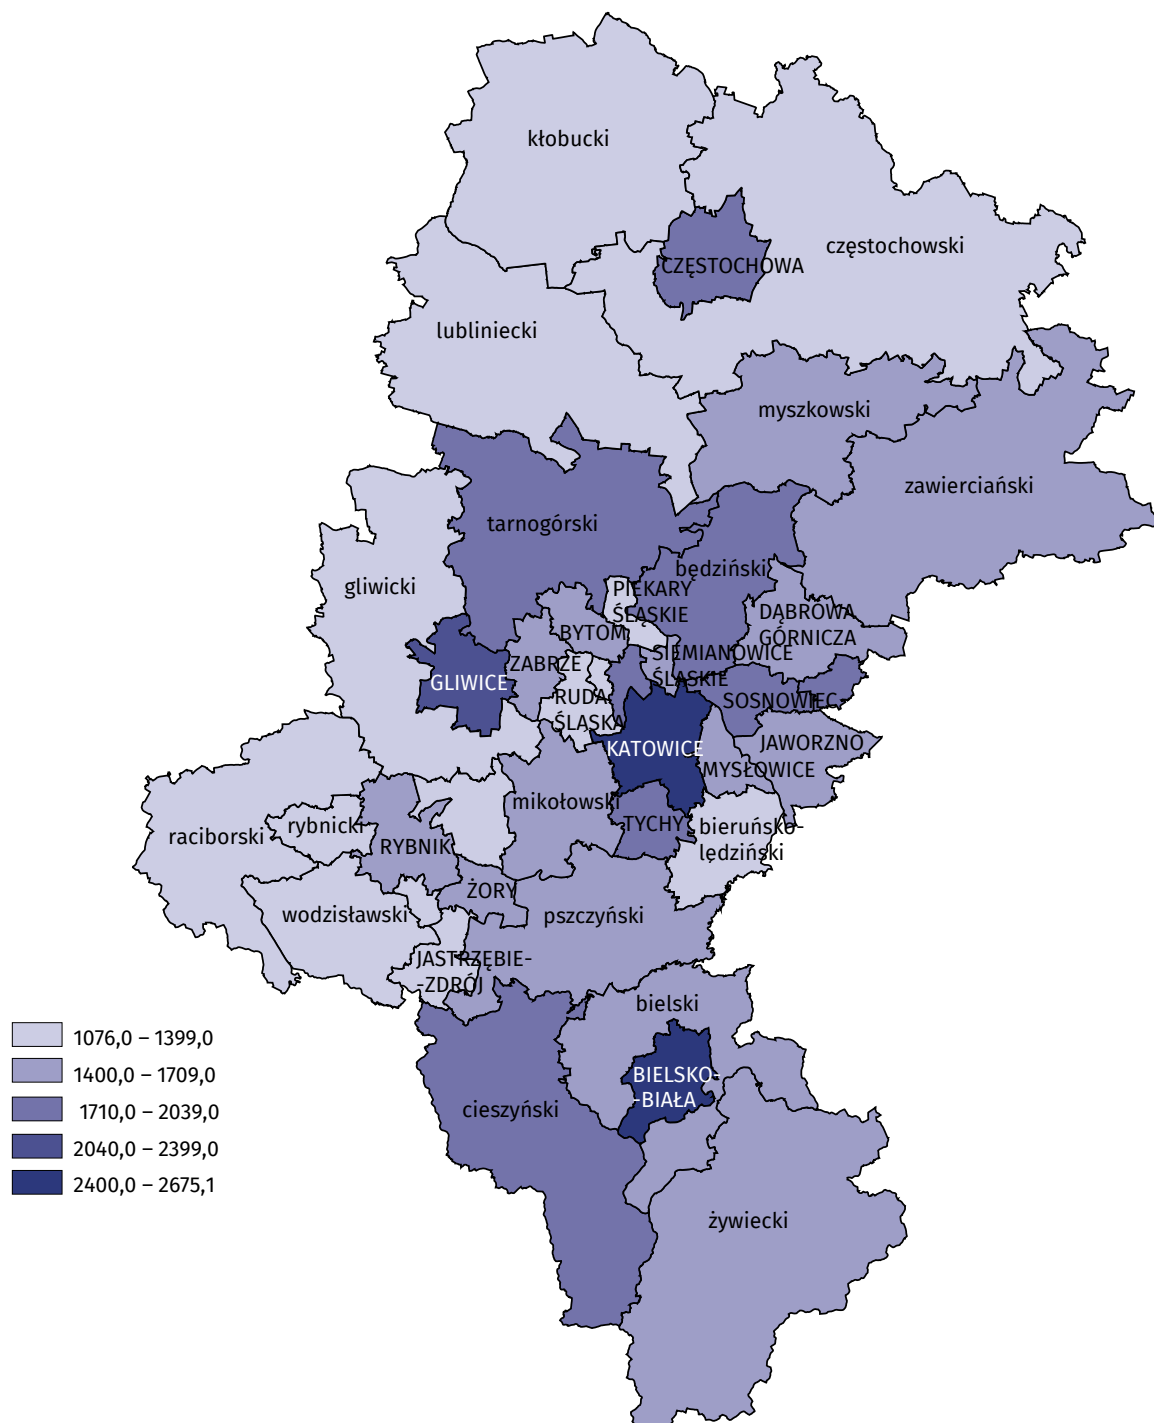 kłobucki
częstochowski
CZĘSTOCHOWA
lubliniecki
myszkowski
zawierciański
tarnogórski
będziński
gliwicki
PIEKARY
ŚLĄSKIE
DĄBROWA
GÓRNICZA
BYTOM
SIEMIANOWICE
ŚLĄSKIE
ZABRZE
GLIWICE
RUDA
ŚLĄSKA
SOSNOWIEC
KATOWICE
JAWORZNO
MYSŁOWICE
mikołowski
raciborski
rybnicki
RYBNIK
TYCHY
bieruńsko-
lędziński
ŻORY
wodzisławski
pszczyński
JASTRZĘBIE-
-ZDRÓJ
bielski
BIELSKO-
-BIAŁA
cieszyński
żywiecki
1076,0 – 1399,0
1400,0 – 1709,0
1710,0 – 2039,0
2040,0 – 2399,0
2400,0 – 2675,1